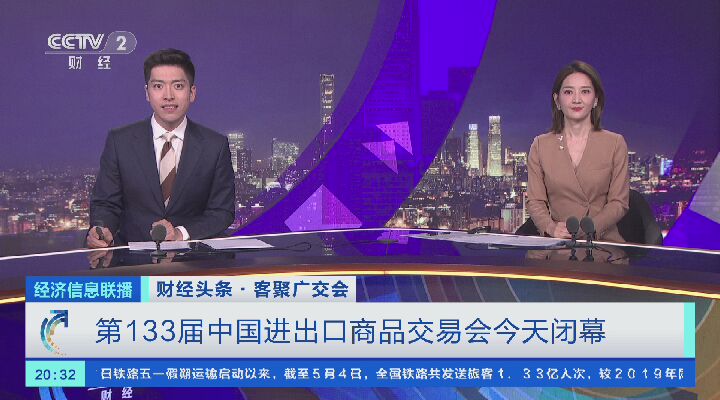 CCTV 2
财经
经济信息联播
财经头条·客聚广交会
第133届中国进出口商品交易会今天闭幕
20:32
日铁路五一假期运输启动以来，截至5月4日，全国铁路共发送旅客1．33亿人次，较2019年同